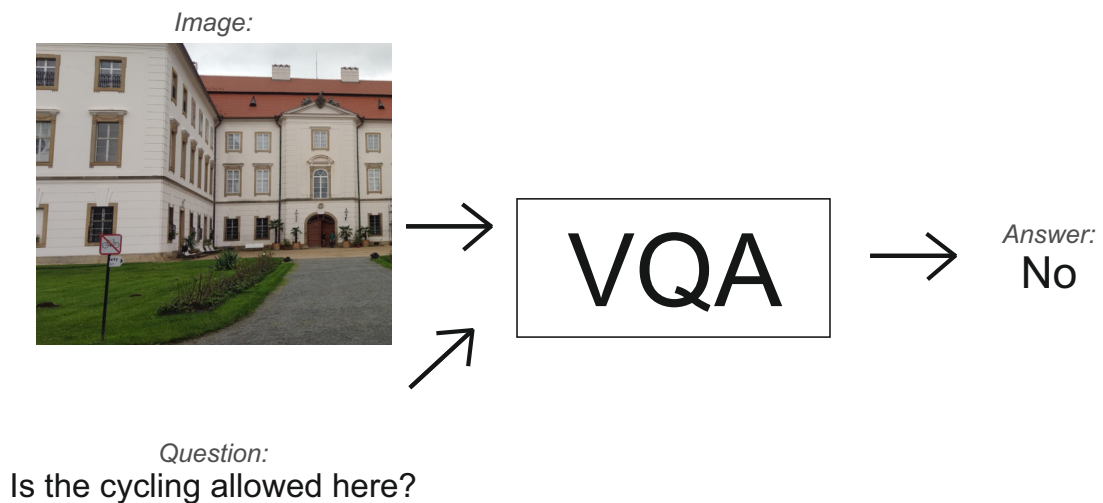 Image:
VQA
Answer:
No
Question:
Is the cycling allowed here?